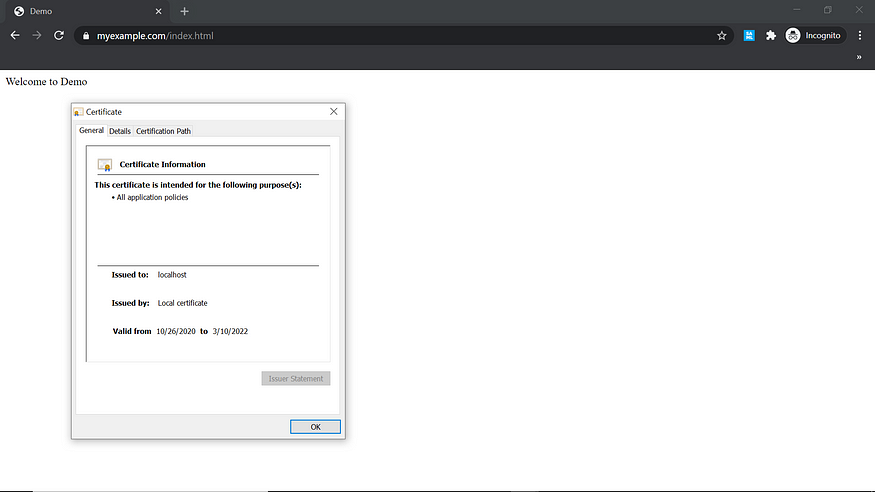 Demo
myexample.com/index.html
SA
ML
Incognito
»
Welcome to Demo
Certificate
General Details Certification Path
Certificate Information
This certificate is intended for the following purpose(s):
• All application policies
Issued to: localhost
Issued by: Local certificate
Valid from 10/26/2020 to 3/10/2022
Issuer Statement
OK